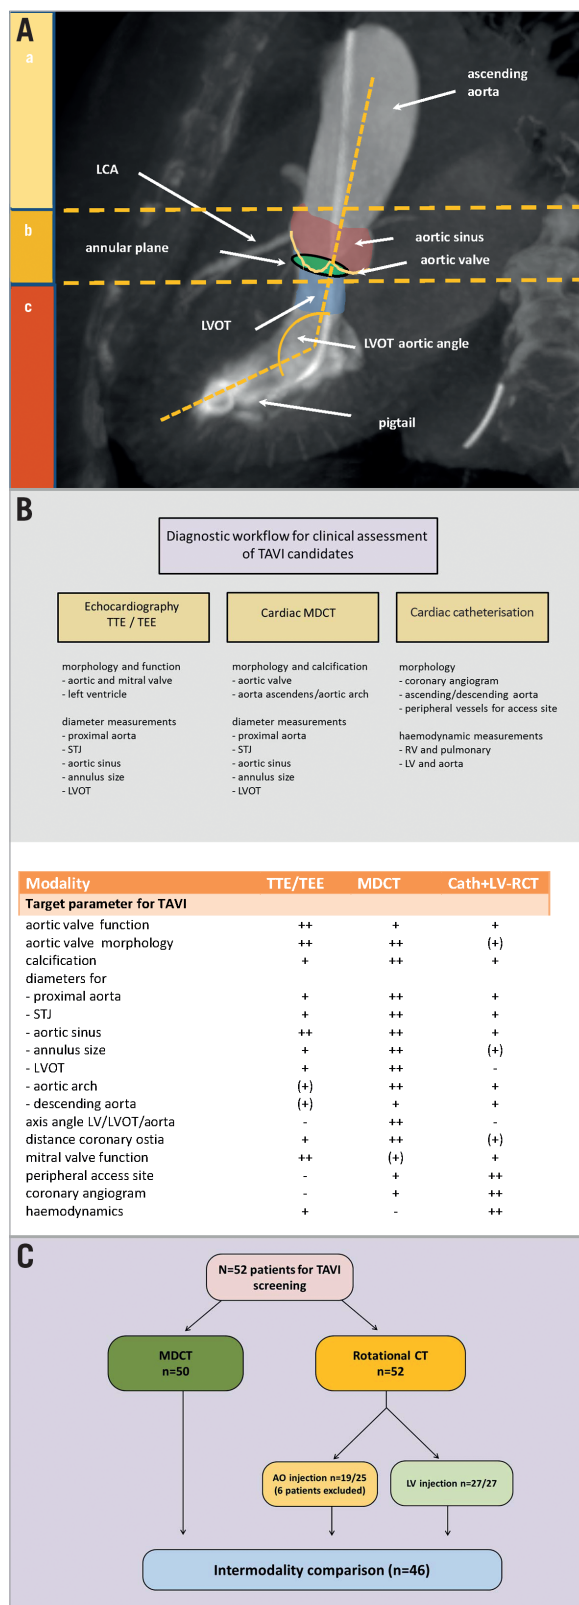 A
a
ascending
aorta
LCA
b
aortic sinus
annular plane
aortic valve
c
LVOT
LVOT aortic angle
pigtail
B
Diagnostic workflow for clinical assessment
of TAVI candidates
Echocardiography
TTE / TEE
morphology and function
- aortic and mitral valve
- left ventricle
diameter measurements
- proximal aorta
- STJ
- aortic sinus
- annulus size
- LVOT
Cardiac MDCT
morphology and calcification
- aortic valve
- aorta ascendens/aortic arch
diameter measurements
- proximal aorta
- STJ
- aortic sinus
- annulus size
- LVOT
Cardiac catheterisation
morphology
- coronary angiogram
- ascending/descending aorta
- peripheral vessels for access site
haemodynamic measurements
- RV and pulmonary
- LV and aorta
Modality TTE/TEE MDCT Cath+LV-RCT
Target parameter for TAVI
aortic valve function ++ + +
aortic valve morphology ++ ++ (+)
calcification + ++ +
diameters for
- proximal aorta + ++ +
- STJ + ++ +
- aortic sinus ++ ++ +
- annulus size + ++ (+)
- LVOT + ++ -
- aortic arch (+) ++ +
- descending aorta (+) + +
axis angle LV/LVOT/aorta - ++ -
distance coronary ostia + ++ (+)
mitral valve function ++ (+) +
peripheral access site - + ++
coronary angiogram - + ++
haemodynamics + - ++
C
N=52 patients for TAVI
screening
MDCT
n=50
Rotational CT
n=52
AO injection n=19/25
(6 patients excluded)
LV injection n=27/27
Intermodality comparison (n=46)